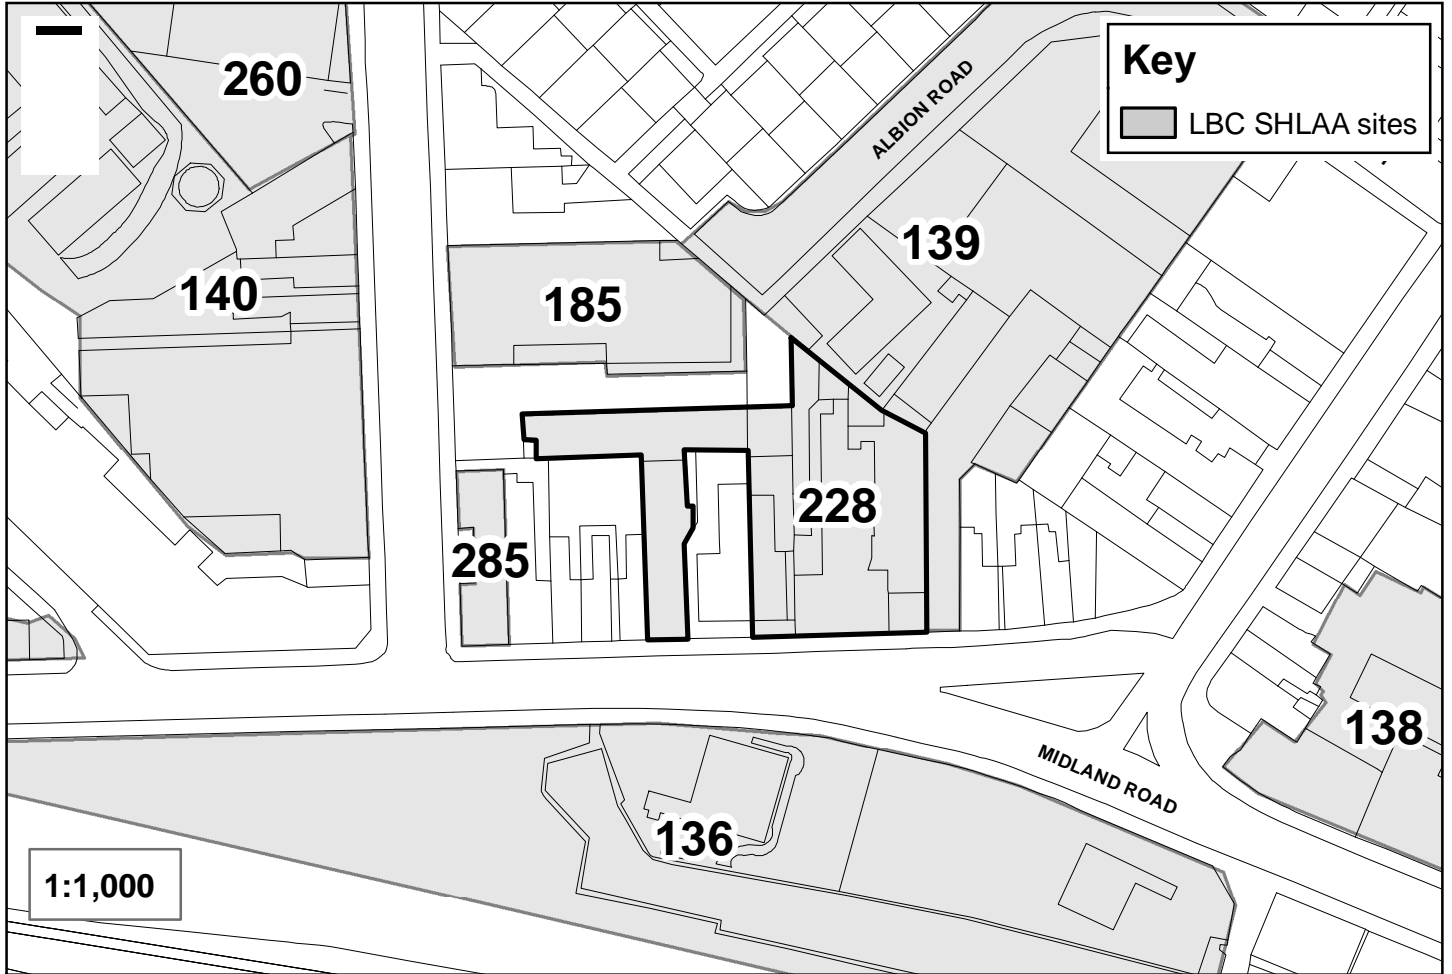 260
Key
LBC SHLAA sites
ALBION ROAD
139
140
185
228
285
138
MIDLAND ROAD
136
1:1,000